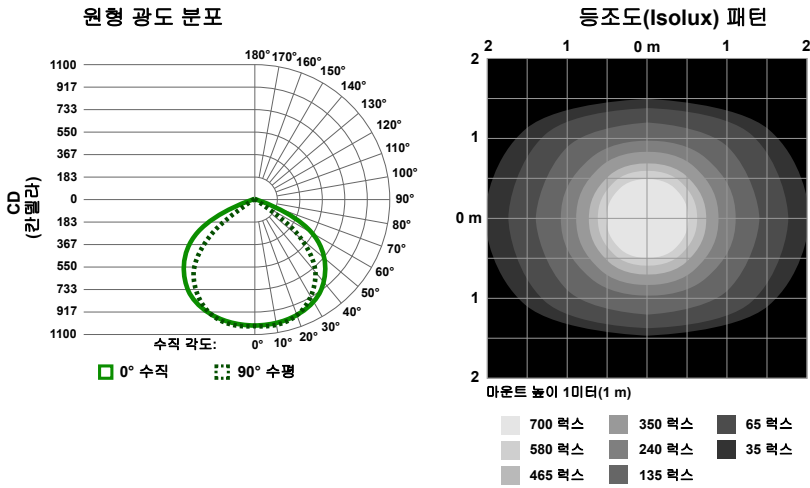 원형 광도 분포
1100
917
733
550
367
183
0
183
367
550
733
917
1100
CD
(칸델라)
180°
170°
160°
150°
140°
130°
120°
110°
100°
90°
80°
70°
60°
50°
40°
30°
20°
10°
0°
수직 각도:
0° 수직
90° 수평
등조도(Isolux) 패턴
2
1
0 m
1
2
2
1
0 m
1
2
마운트 높이 1미터(1 m)
700 럭스
350 럭스
65 럭스
580 럭스
240 럭스
35 럭스
465 럭스
135 럭스